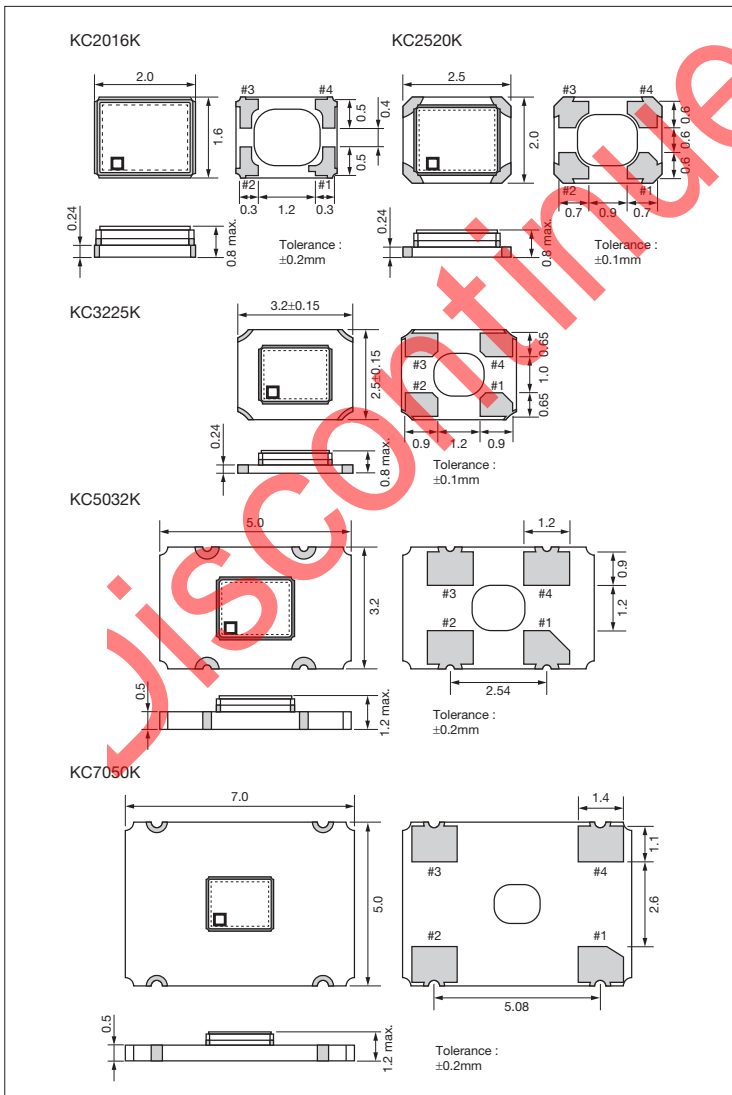 KC2016K
2.0
1.6
0.24
0.8 max.
#3
#4
#2
#1
0.5
0.4
0.5
0.3
1.2
0.3
Tolerance :
±0.2mm
KC2520K
2.5
2.0
0.24
0.8 max.
#3
#4
#2
#1
0.6
0.6
0.6
0.7
0.9
0.7
Tolerance :
±0.1mm
KC3225K
3.2±0.15
2.5±0.15
0.24
0.8 max.
#3
#4
#2
#1
0.65
1.0
0.65
0.9
1.2
0.9
Tolerance :
±0.1mm
KC5032K
5.0
3.2
0.5
1.2 max.
1.2
#3
#4
#2
#1
0.9
1.2
2.54
Tolerance :
±0.2mm
KC7050K
7.0
5.0
0.5
1.2 max.
1.4
#3
#4
#2
#1
1.1
2.6
5.08
Tolerance :
±0.2mm
Discontinue